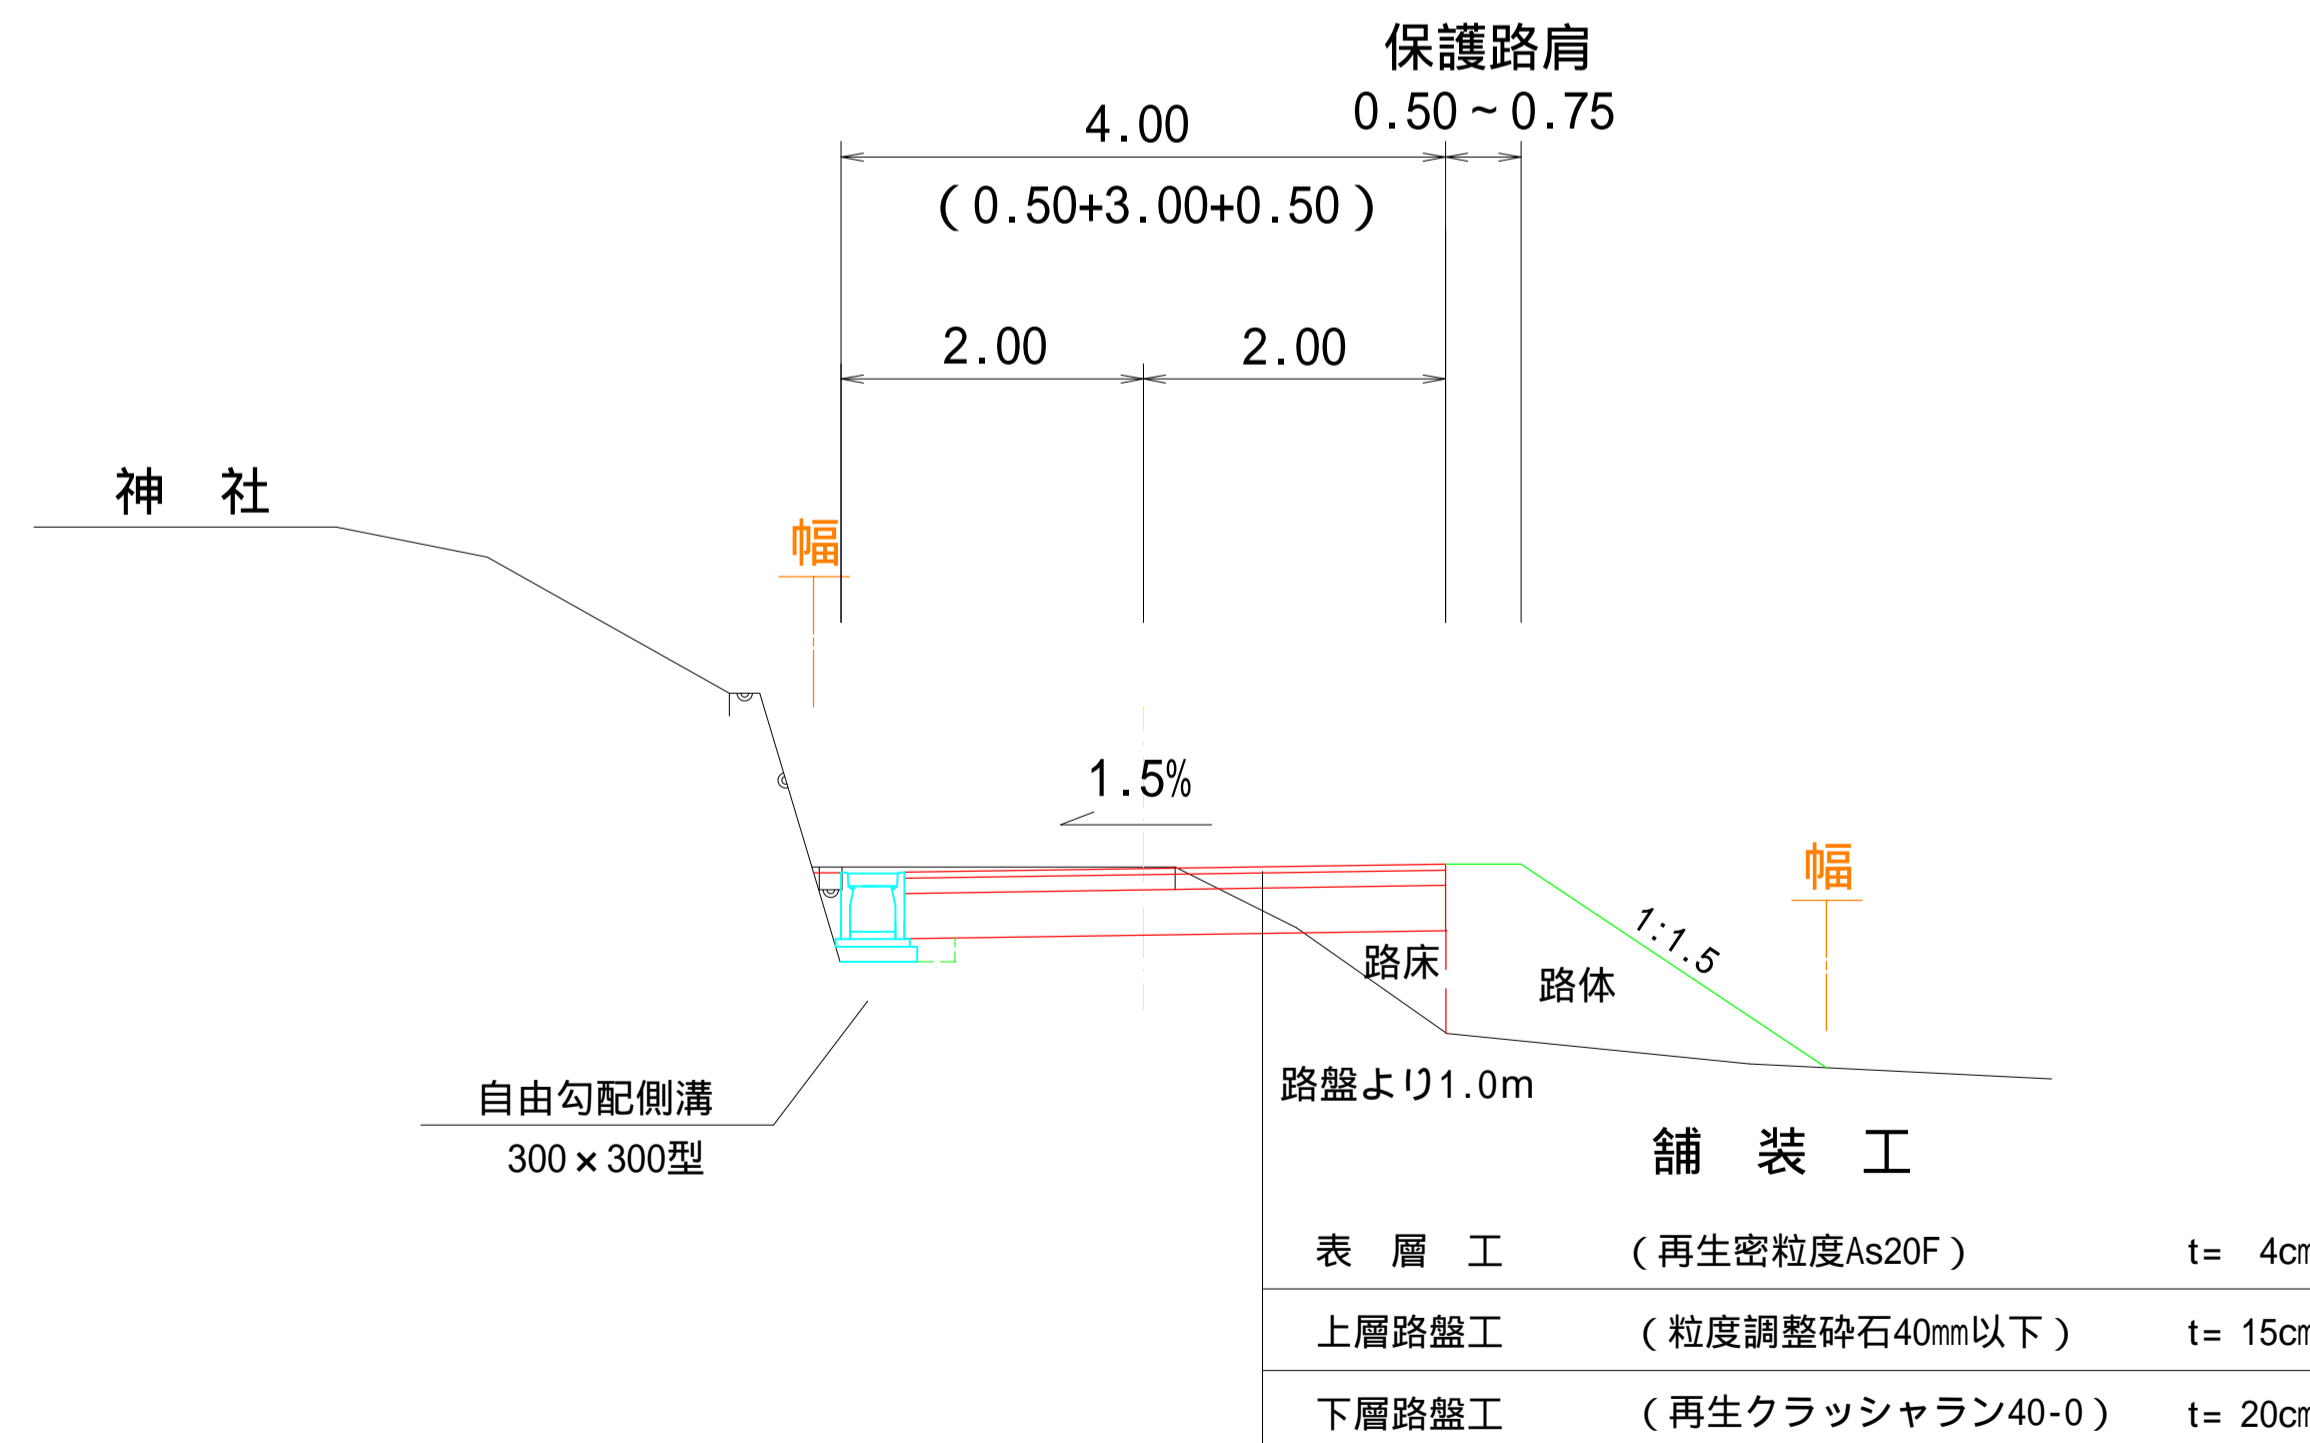 保護路肩
0.50~0.75
4.00
(0.50+3.00+0.50)
2.00
2.00
神 社
幅
1.5%
幅
1:1.5
路床
路体
自由勾配側溝
300×300型
路盤より1.0m
舗 装 工
表 層 工 (再生密粒度As20F) t= 4cm
上層路盤工 (粒度調整砕石40㎜以下) t= 15cm
下層路盤工 (再生クラッシャラン40-0) t= 20cm